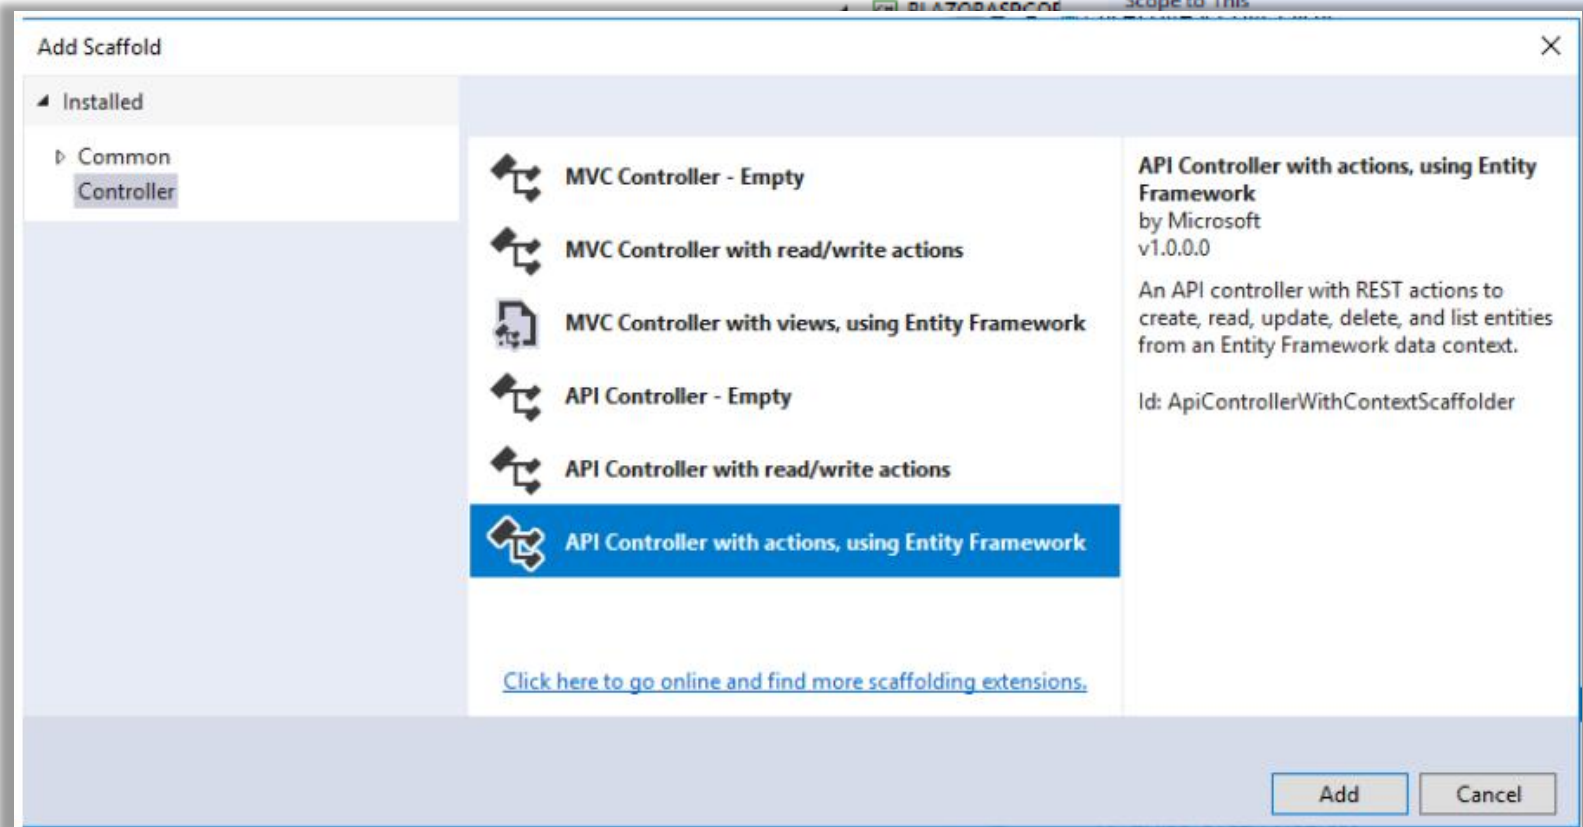 Scope to This
Add Scaffold
Installed
Common
Controller
MVC Controller - Empty
MVC Controller with read/write actions
MVC Controller with views, using Entity Framework
API Controller - Empty
API Controller with read/write actions
API Controller with actions, using Entity Framework
Click here to go online and find more scaffolding extensions.
API Controller with actions, using Entity
Framework
by Microsoft
v1.0.0.0
An API controller with REST actions to
create, read, update, delete, and list entities
from an Entity Framework data context.
Id: ApiControllerWithContextScaffolder
Add
Cancel